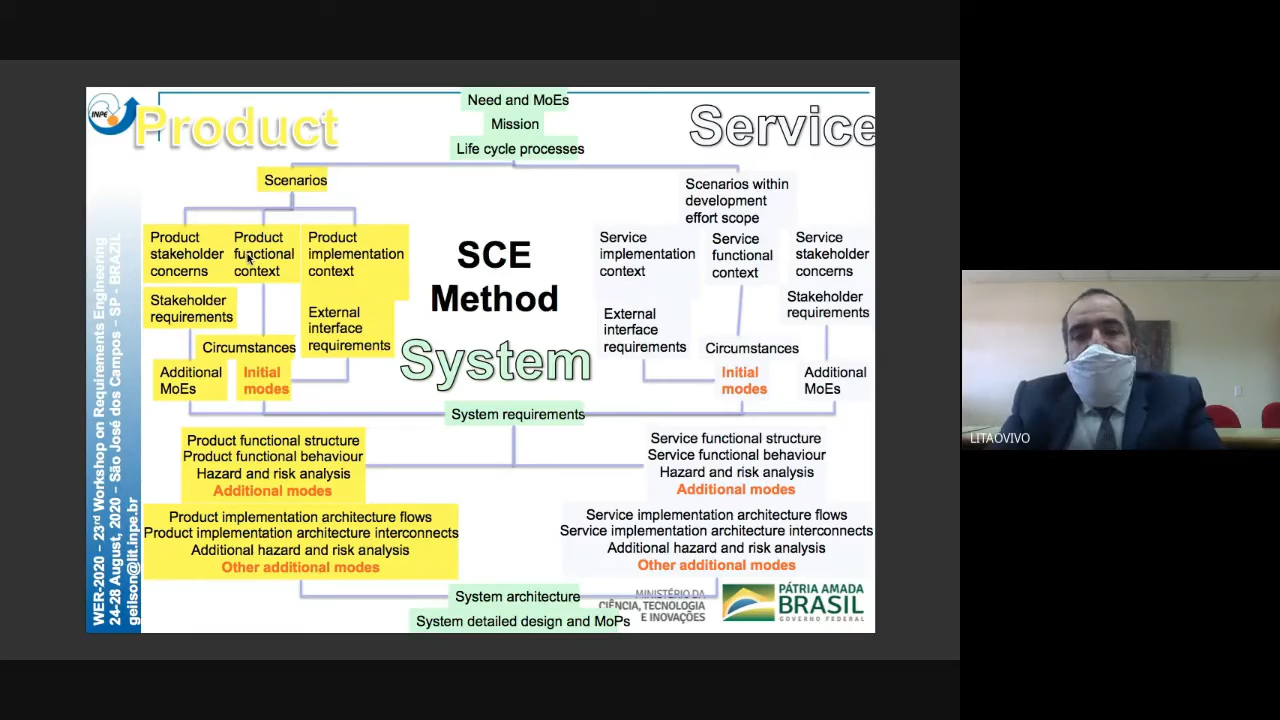 INPE
Product
Service
Need and MoEs
Mission
Life cycle processes
Scenarios
Scenarios within
development
effort scope
Product
stakeholder
concerns
Product
functional
context
Product
implementation
context
SCE
Method
System
Service
implementation
context
Service
functional
context
Service
stakeholder
concerns
Stakeholder
requirements
External
interface
requirements
Circumstances
Additional
MoEs
Initial
modes
External
interface
requirements
Stakeholder
requirements
Circumstances
Initial
modes
Additional
MoEs
System requirements
Product functional structure
Product functional behaviour
Hazard and risk analysis
Additional modes
Service functional structure
Service functional behaviour
Hazard and risk analysis
Additional modes
Product implementation architecture flows
Product implementation architecture interconnects
Additional hazard and risk analysis
Other additional modes
Service implementation architecture flows
Service implementation architecture interconnects
Additional hazard and risk analysis
Other additional modes
System architecture
System detailed design and MoPs
MINISTÉRIO DA
CIÊNCIA, TECNOLOGIA
E INOVAÇÕES
PÁTRIA AMADA
BRASIL
GOVERNO FEDERAL
WER-2020 – 23rd Workshop on Requirements Engineering
24-28 August, 2020 – São José dos Campos – SP - BRAZIL
geilson@lit.inpe.br
LITAOVIVO